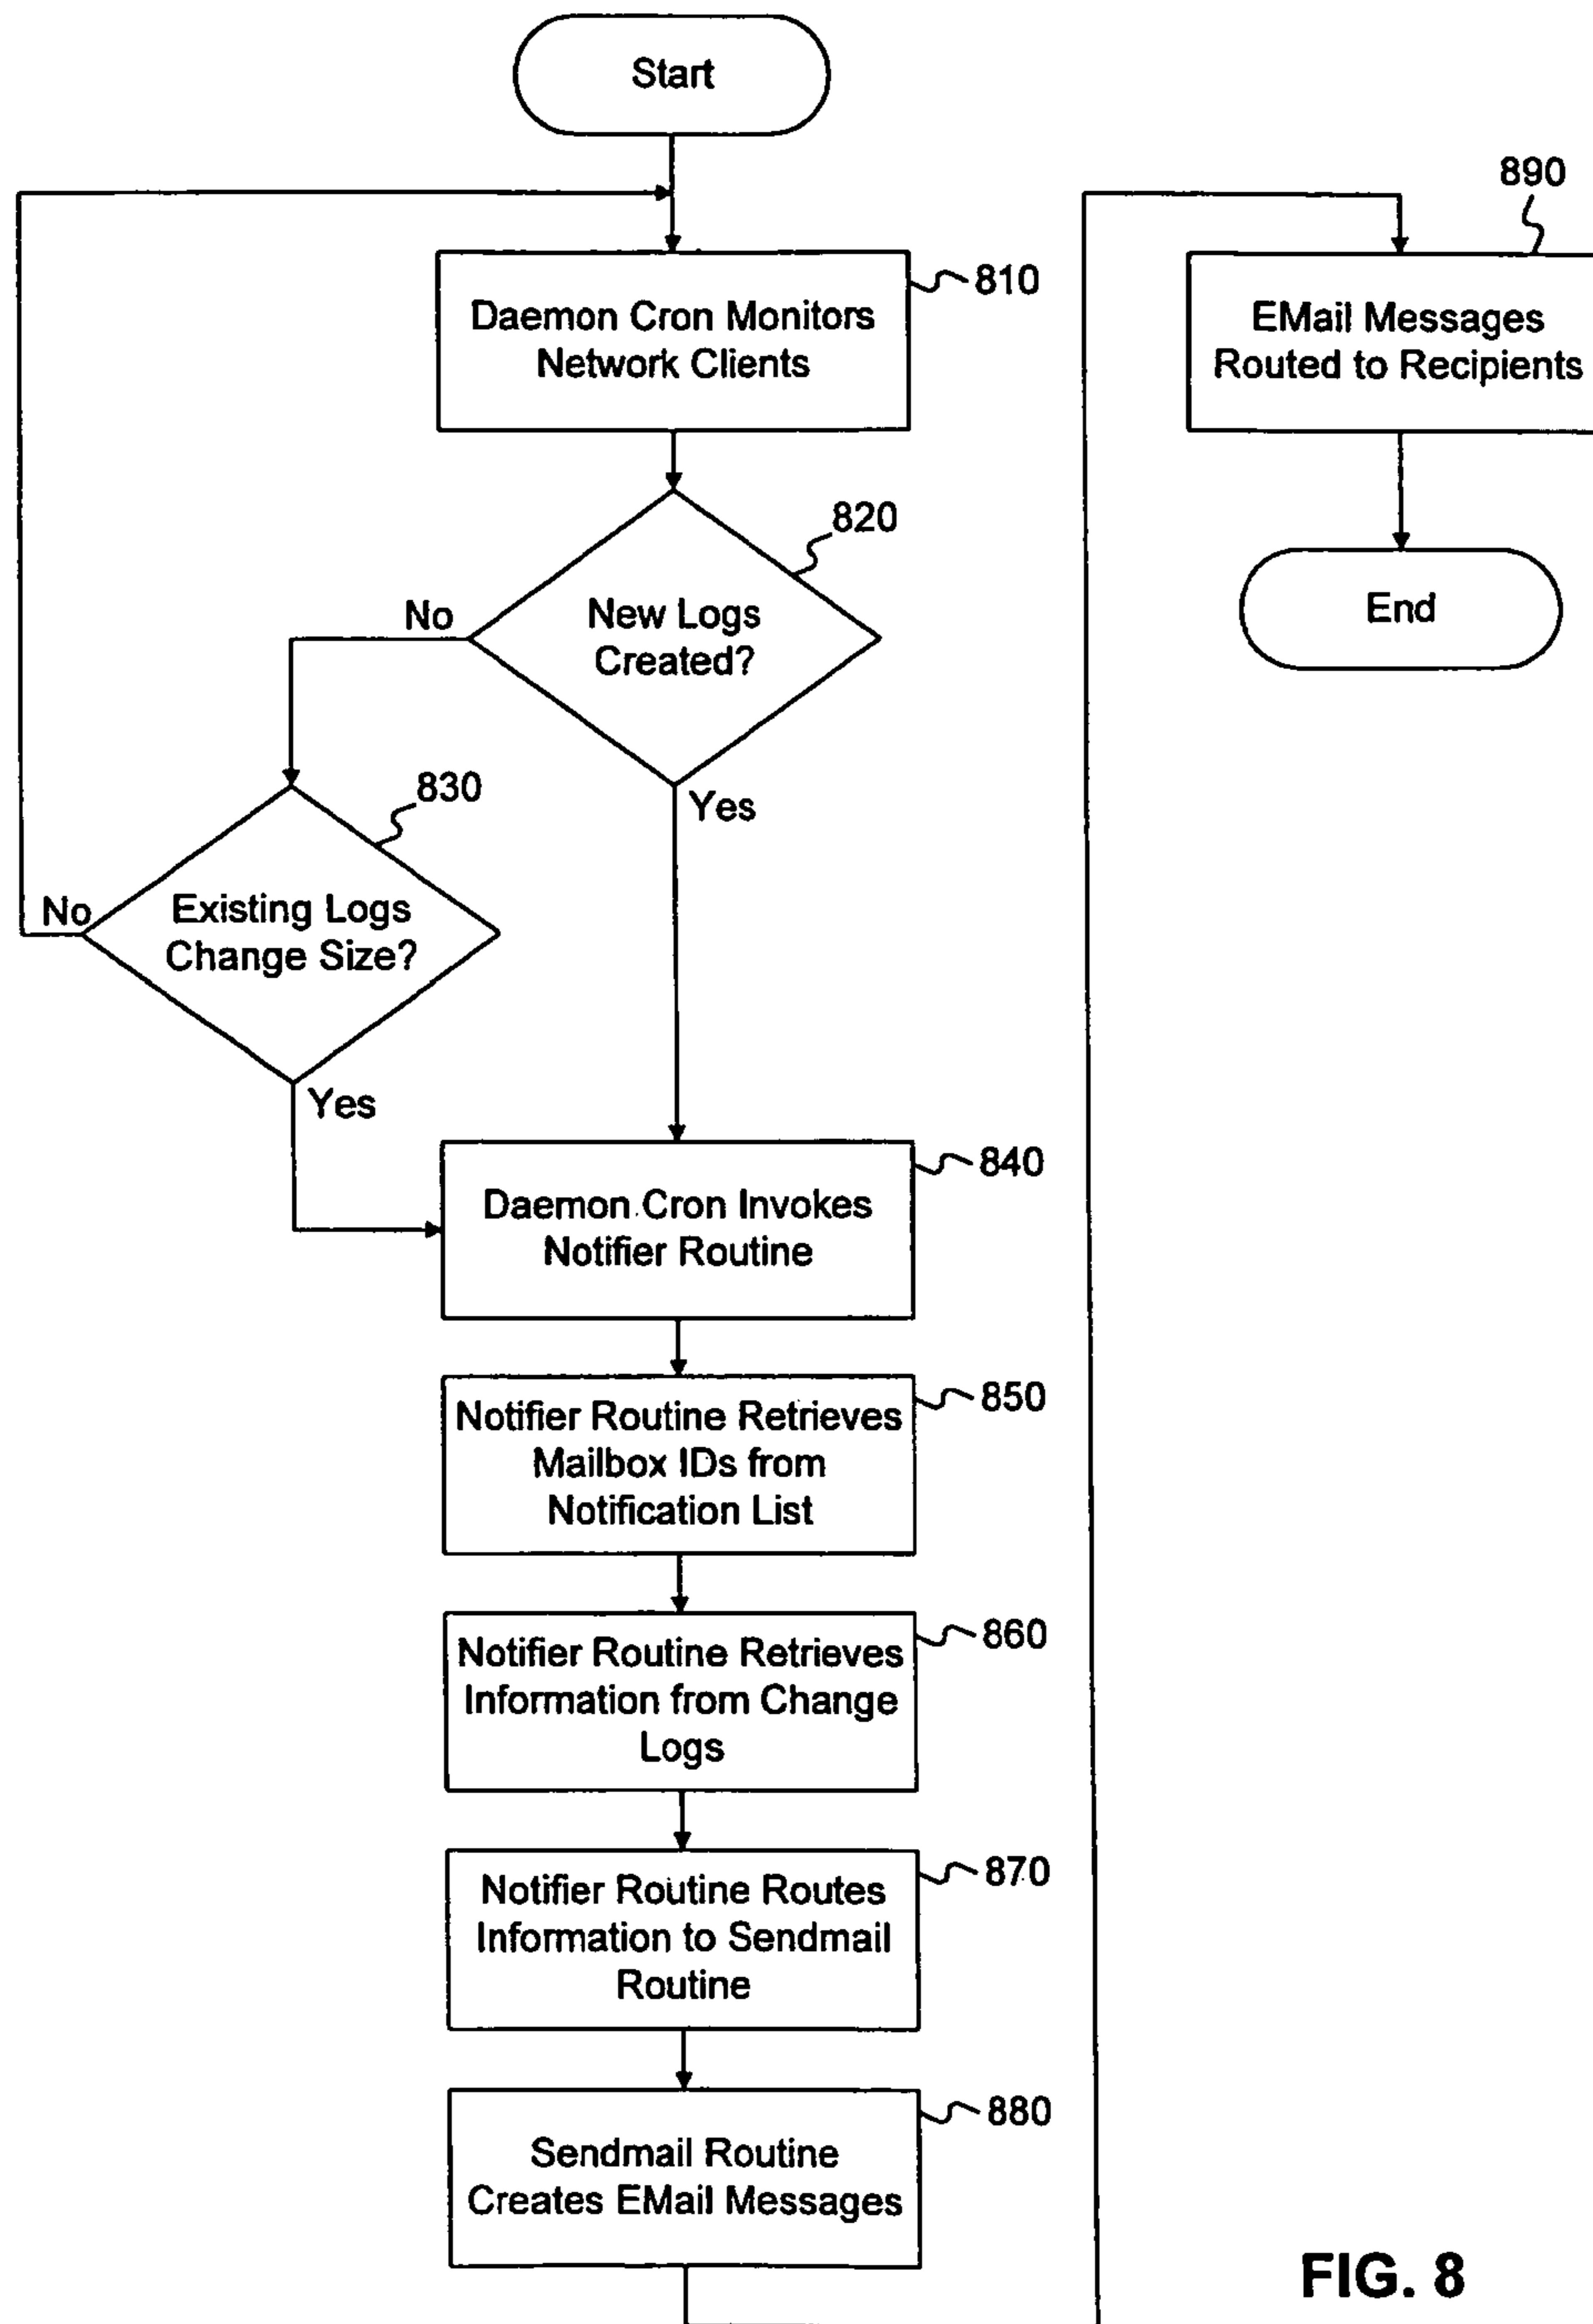 Start
810
Daemon Cron Monitors
Network Clients
820
New Logs
Created?
No
Yes
830
Existing Logs
Change Size?
No
Yes
840
Daemon Cron Invokes
Notifier Routine
850
Notifier Routine Retrieves
Mailbox IDs from
Notification List
860
Notifier Routine Retrieves
Information from Change
Logs
870
Notifier Routine Routes
Information to Sendmail
Routine
880
Sendmail Routine
Creates EMail Messages
890
EMail Messages
Routed to Recipients
End
FIG. 8